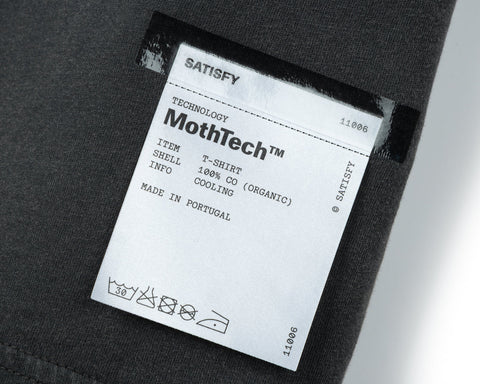 SATISFY
TECHNOLOGY 11006
MothTech™
ITEM T-SHIRT
SHELL 100% CO (ORGANIC)
INFO COOLING
MADE IN PORTUGAL
© SATISFY
30
11006